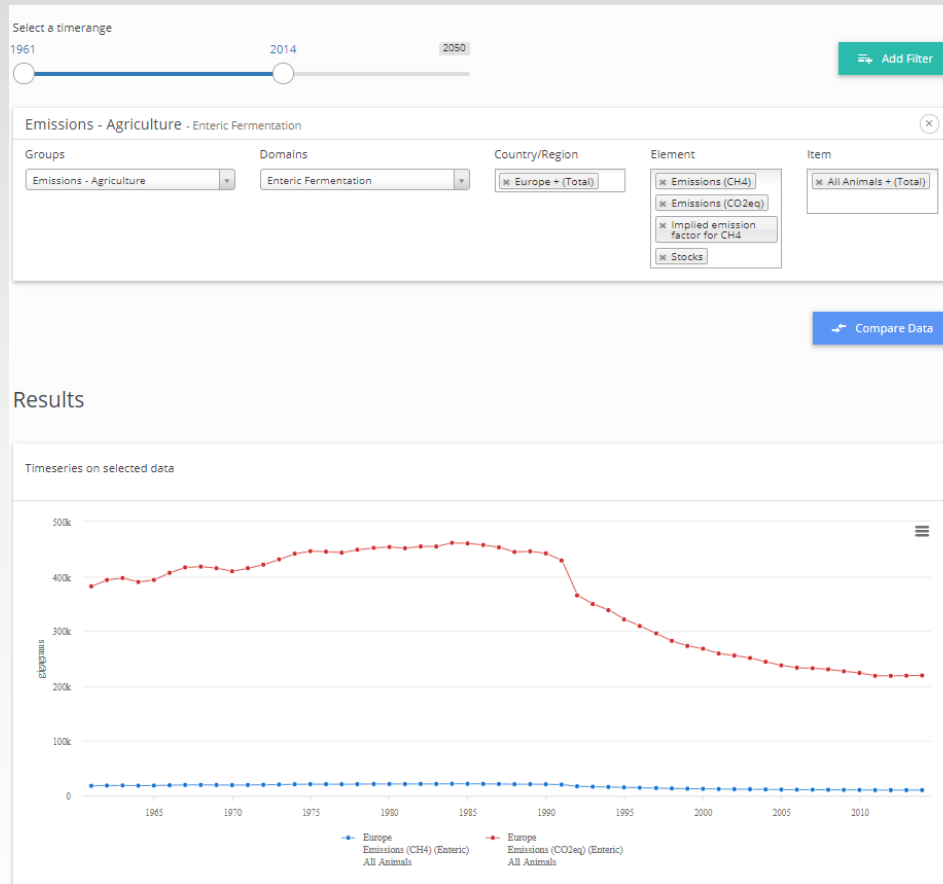 Select a timerange
1961 2014 2050
Add Filter
Emissions - Agriculture - Enteric Fermentation
Groups Domains Country/Region Element Item
Emissions - Agriculture Enteric Fermentation × Europe + (Total) × Emissions (CH4) × All Animals + (Total)
× Emissions (CO2eq)
× Implied emission
factor for CH4
× Stocks
Compare Data
Results
Timeseries on selected data
500k
400k
300k
gigagrams
200k
100k
0
1965 1970 1975 1980 1985 1990 1995 2000 2005 2010
Europe Europe
Emissions (CH4) (Enteric) Emissions (CO2eq) (Enteric)
All Animals All Animals